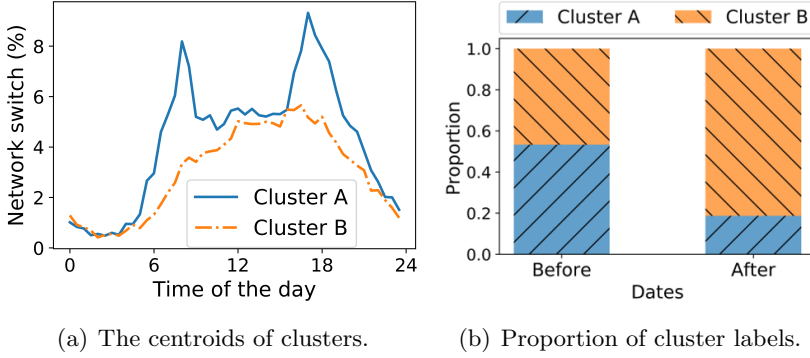 Network switch (%)
8
6
4
2
0
0 6 12 18 24
Time of the day
Cluster A
Cluster B
(a) The centroids of clusters.
Cluster A Cluster B
Proportion
1.0
0.8
0.6
0.4
0.2
0.0
Before After
Dates
(b) Proportion of cluster labels.